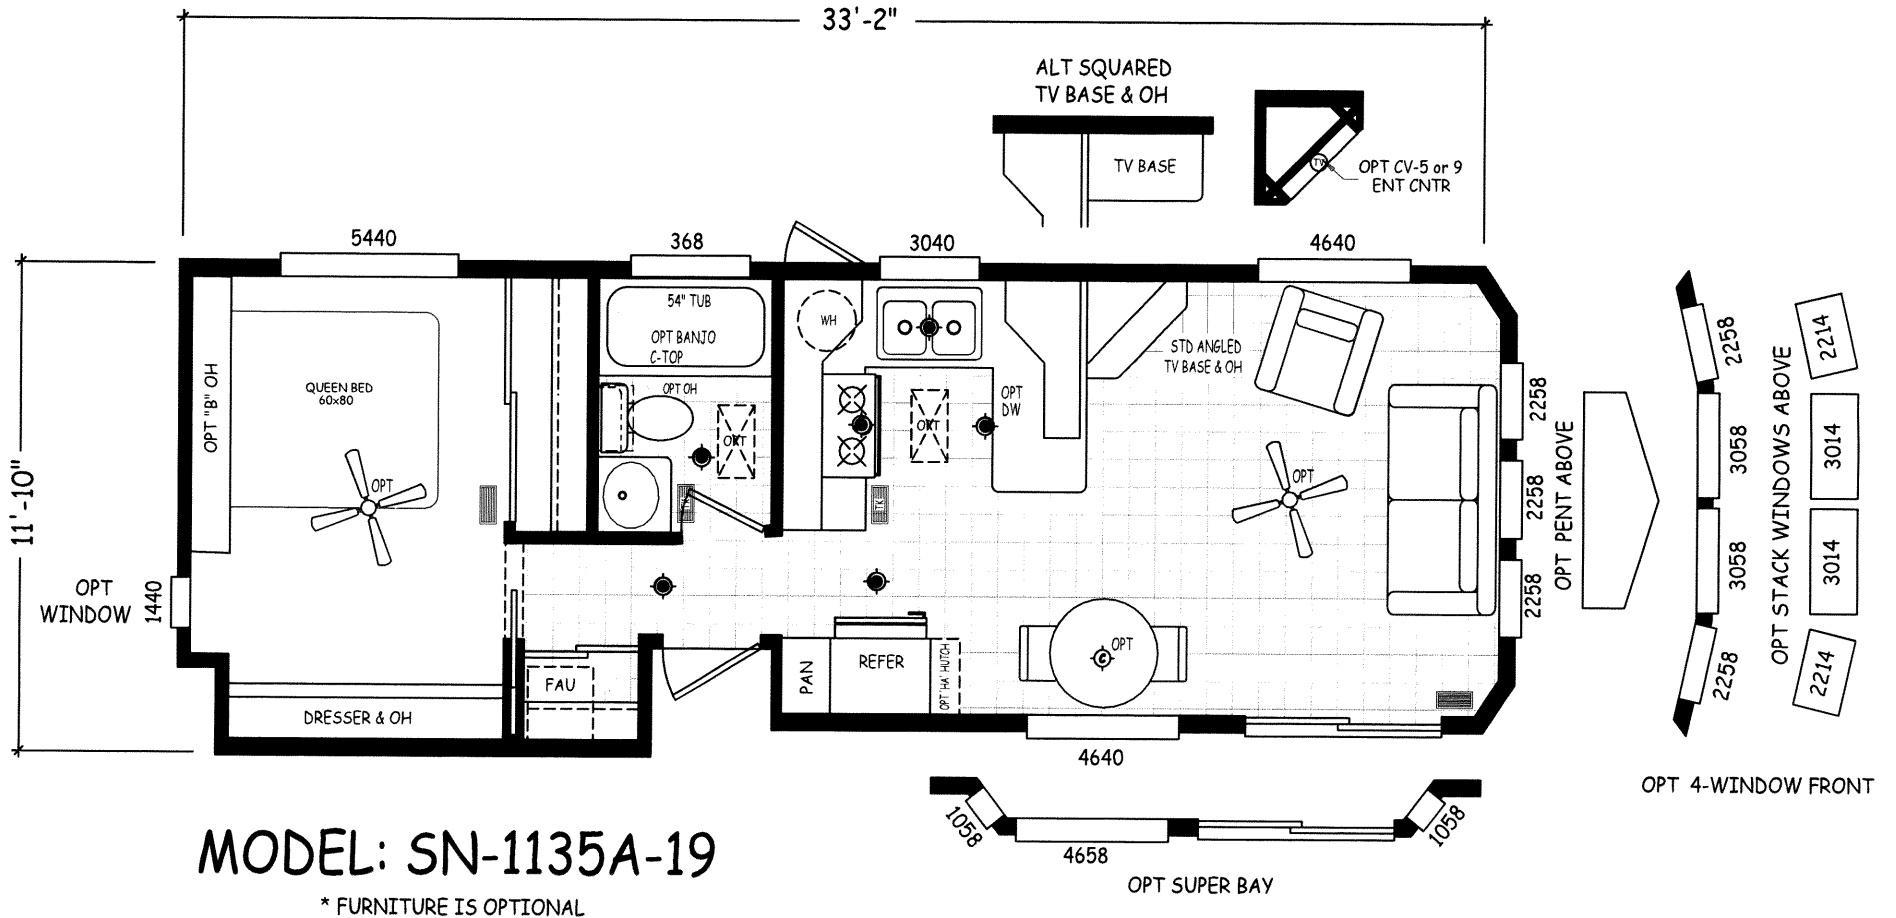 33'-2"
ALT SQUARED
TV BASE & OH
TV BASE
TV
OPT CV-5 or 9
ENT CNTR
5440
368
3040
4640
11'-10"
OPT "B" OH
QUEEN BED
60x80
OPT
54" TUB
OPT BANJO
C-TOP
OPT OH
OPT
WH
OPT
OPT
DW
STD ANGLED
TV BASE & OH
OPT
2258
2258
2258
OPT PENT ABOVE
2258
3058
3058
2258
OPT STACK WINDOWS ABOVE
2214
3014
3014
2214
OPT
WINDOW
1440
TK
TK
FAU
DRESSER & OH
PAN
REFER
OPT 'HA' HUTCH
OPT
C
4640
OPT 4-WINDOW FRONT
1058
4658
1058
OPT SUPER BAY
MODEL: SN-1135A-19
* FURNITURE IS OPTIONAL